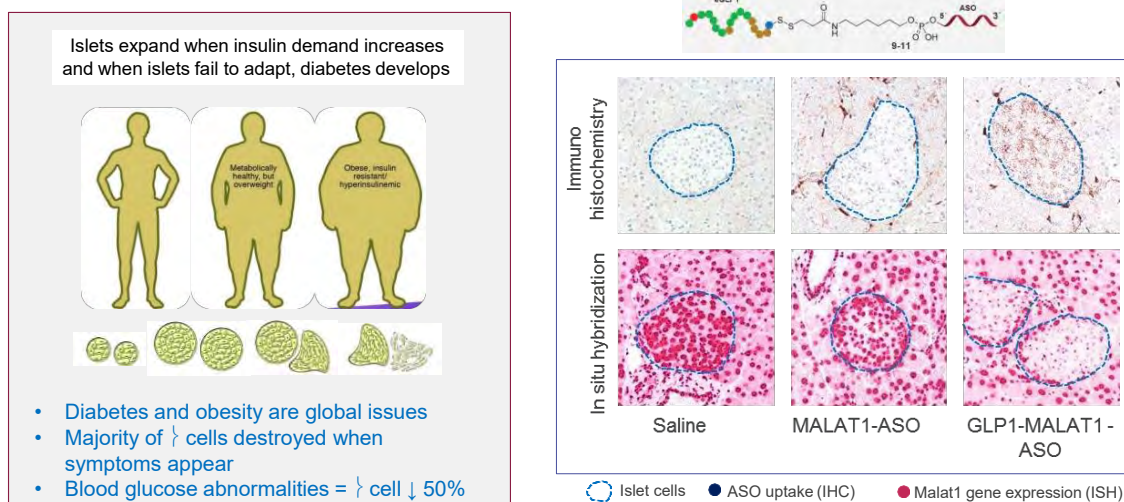 Islets expand when insulin demand increases
and when islets fail to adapt, diabetes develops
Metabolically
healthy, but
overweight
Obese, insulin
resistant/
hyperinsulinemic
• Diabetes and obesity are global issues
• Majority of } cells destroyed when
symptoms appear
• Blood glucose abnormalities = } cell ↓ 50%
S
S
O
N
H
O
O
P
O
OH
9-11
5'
ASO
3'
Immuno
histochemistry
In situ hybridization
Saline
MALAT1-ASO
GLP1-MALAT1-
ASO
Islet cells
ASO uptake (IHC)
Malat1 gene expression (ISH)